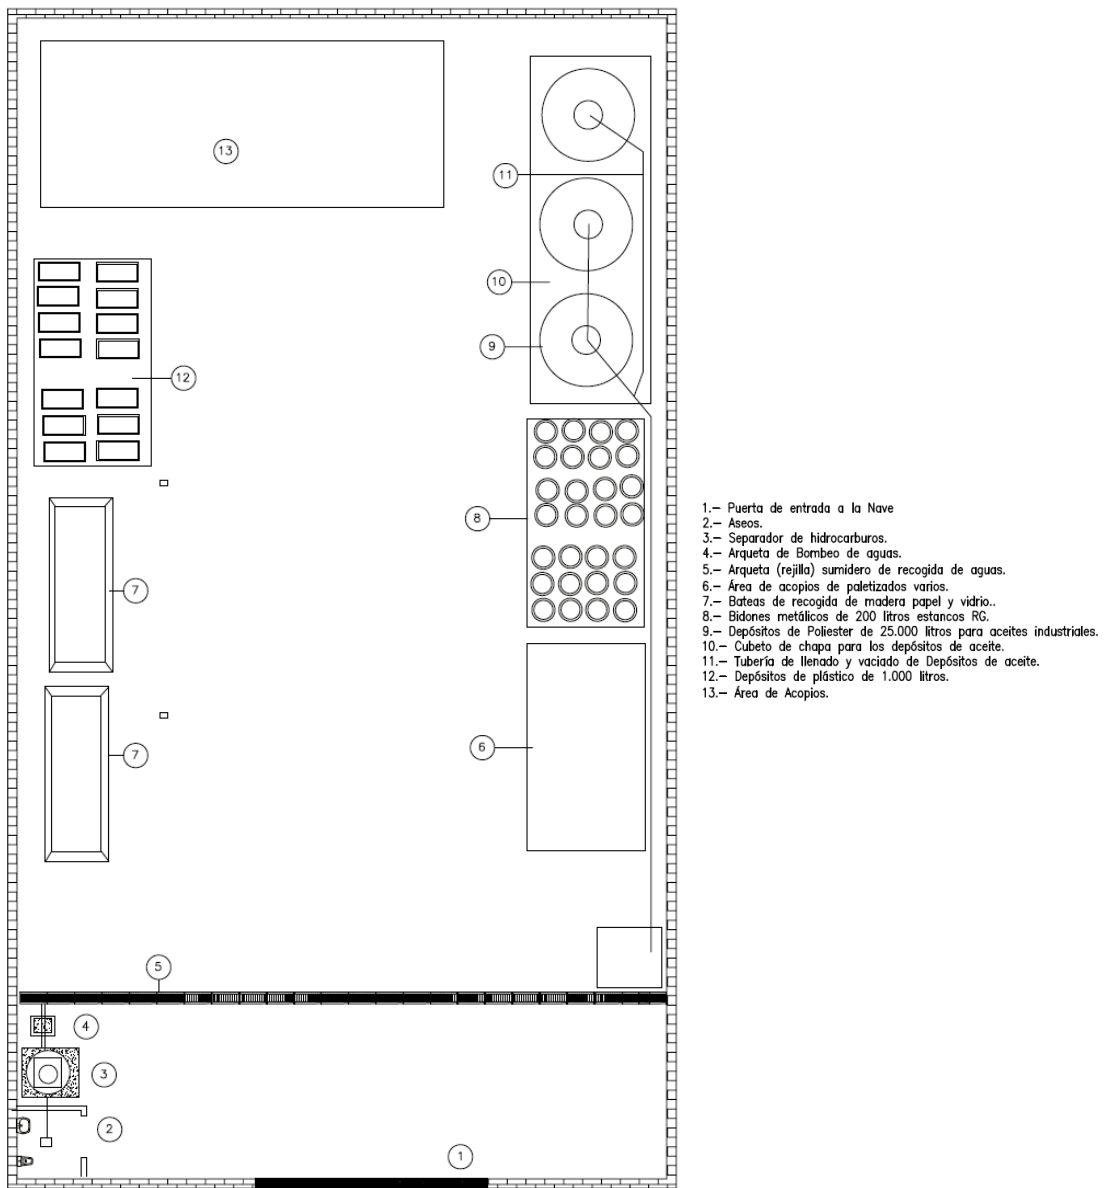 13
11
10
9
12
8
7
7
6
5
4
3
2
1
1.– Puerta de entrada a la Nave
2.– Aseos.
3.– Separador de hidrocarburos.
4.– Arqueta de Bombeo de aguas.
5.– Arqueta (rejilla) sumidero de recogida de aguas.
6.– Área de acopios de paletizados varios.
7.– Bateas de recogida de madera papel y vidrio..
8.– Bidones metálicos de 200 litros estancos RG.
9.– Depósitos de Poliester de 25.000 litros para aceites industriales.
10.– Cubeto de chapa para los depósitos de aceite.
11.– Tubería de llenado y vaciado de Depósitos de aceite.
12.– Depósitos de plástico de 1.000 litros.
13.– Área de Acopios.